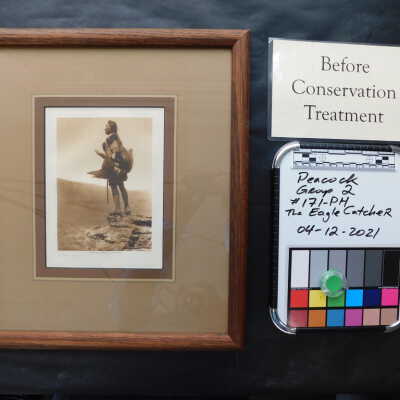 Before
Conservation
Treatment
Peacock
Group 2
#171-PH
The Eagle Catcher
04-12-2021